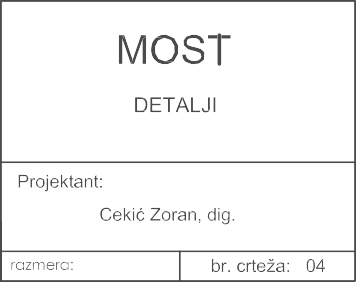 MOST
DETALJI
Projektant:
Cekić Zoran, dig.
razmera:
br. crteža: 04